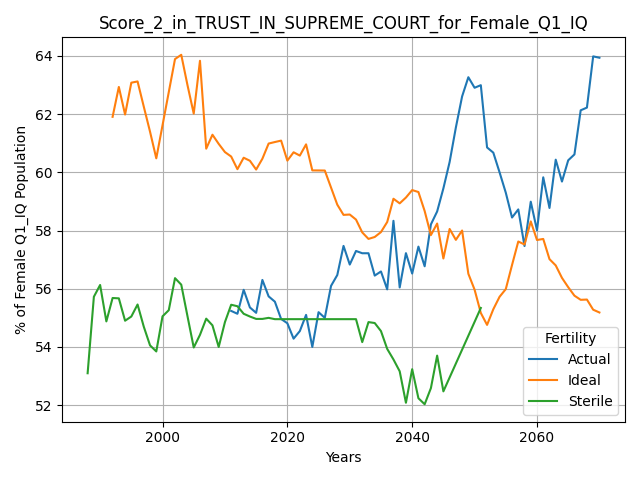 Score_2_in_TRUST_IN_SUPREME_COURT_for_Female_Q1_IQ
% of Female Q1_IQ Population
64
62
60
58
56
54
52
2000
2020
2040
2060
Years
Fertility
Actual
Ideal
Sterile